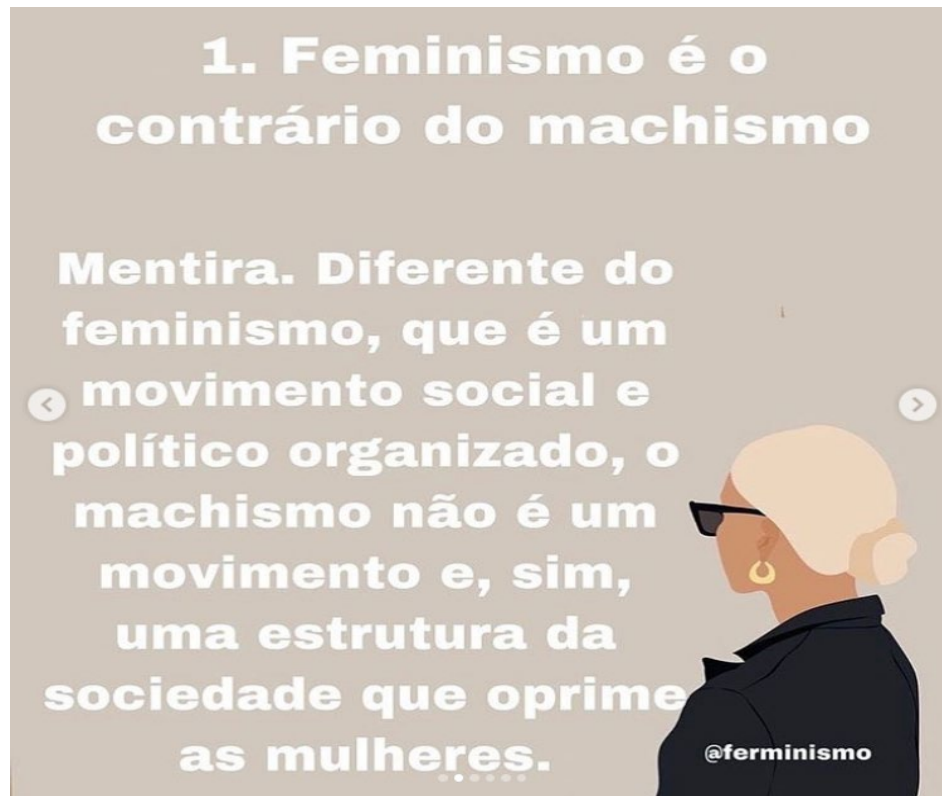 1. Feminismo é o
contrário do machismo
Mentira. Diferente do
feminismo, que é um
movimento social e
político organizado, o
machismo não é um
movimento e, sim,
uma estrutura da
sociedade que oprime
as mulheres.
@ferminismo